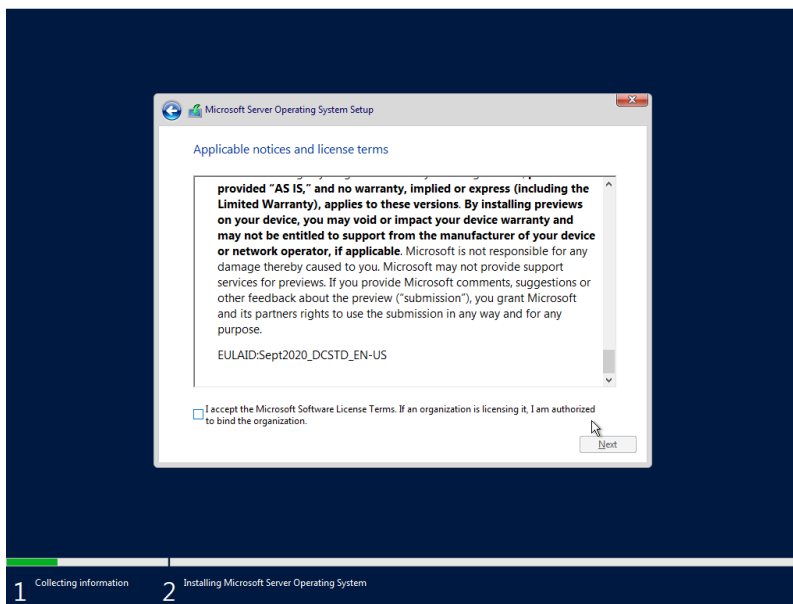 Microsoft Server Operating System Setup
Applicable notices and license terms
provided “AS IS,” and no warranty, implied or express (including the
Limited Warranty), applies to these versions. By installing previews
on your device, you may void or impact your device warranty and
may not be entitled to support from the manufacturer of your device
or network operator, if applicable. Microsoft is not responsible for any
damage thereby caused to you. Microsoft may not provide support
services for previews. If you provide Microsoft comments, suggestions or
other feedback about the preview (“submission”), you grant Microsoft
and its partners rights to use the submission in any way and for any
purpose.
EULAID:Sept2020_DCSTD_EN-US
I accept the Microsoft Software License Terms. If an organization is licensing it, I am authorized
to bind the organization.
Next
1 Collecting information
2 Installing Microsoft Server Operating System